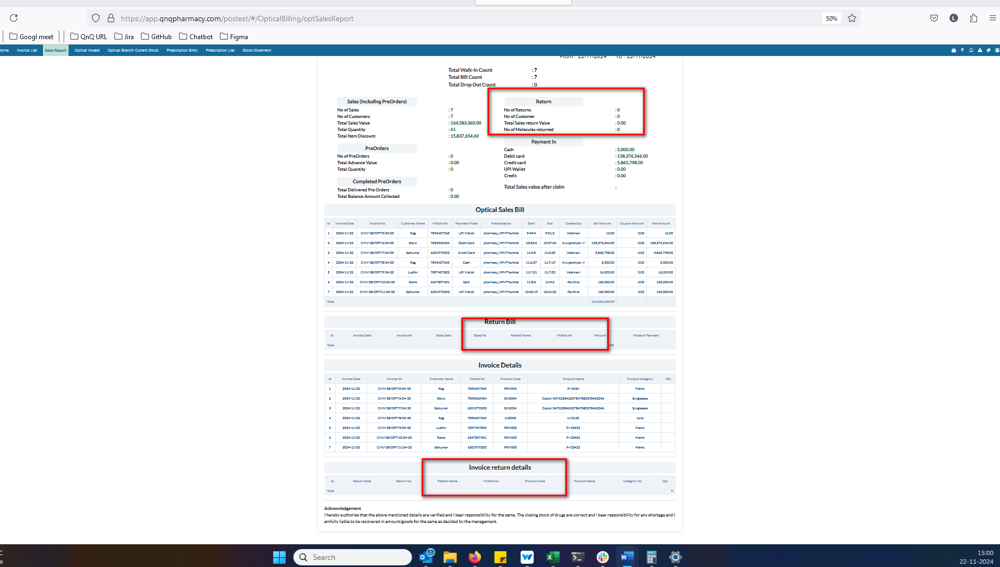 https://app.qnqpharmacy.com/postest/#/OpticalBilling/optSalesReport
50%
L
Googl meet
QnQ URL
Jira
GitHub
Chatbot
Figma
ome Invoice List Sales Report Optical Inward Optical Branch Current Stock Prescription Entry Prescription List Stock Movement
From : 22-11-2024 To : 22-11-2024
Total Walk-In Count : 7
Total Bill Count : 7
Total Drop Out Count : 0
Sales (Including PreOrders)
No of Sales : 7
No of Customers : 7
Total Sales Value : 164,583,360.00
Total Quantity : 61
Total Item Discount : 15,837,654.60
PreOrders
No of PreOrders : 0
Total Advance Value : 0.00
Total Quantity : 0
Completed PreOrders
Total Delivered Pre Orders : 0
Total Balance Amount Collected : 0.00
Return
No of Returns : 0
No of Customer : 0
Total Sales return Value : 0.00
No of Molecules returned : 0
Payment In
Cash : 5,000.00
Debit card : 158,376,546.00
Credit card : 5,865,798.00
UPI Wallet : 0.00
Credit : 0.00
Total Sales value after claim :
Optical Sales Bill
Id Invoice Date Invoice No Customer Name Mobile No Payment Mode Prescribed by Start End Created by Bill Amount Coupon Amount Net Amount
1 2024-11-22 CINV-38/OPT/5/24-25 Rag 7896457245 UPI Wallet pharmacy_VPMThanthai 9:49:4 9:51:2 Vaishnavi 16.00 0.00 16.00
2 2024-11-22 CINV-38/OPT/6/24-25 Steve 7896565454 Debit Card pharmacy_VPMThanthai 10:36:6 10:37:44 Arulpandiyan. V 158,376,546.00 0.00 158,376,546.00
3 2024-11-22 CINV-38/OPT/7/24-25 Saikumar 6301975353 Credit Card pharmacy_VPMThanthai 11:0:5 11:0:25 Vaishnavi 5,865,798.00 0.00 5,865,798.00
4 2024-11-22 CINV-38/OPT/8/24-25 Rag 7896457245 Cash pharmacy_VPMThanthai 11:6:27 11:7:19 Arulpandiyan. V 5,000.00 0.00 5,000.00
5 2024-11-22 CINV-38/OPT/9/24-25 Lusifer 7897457852 UPI Wallet pharmacy_VPMThanthai 11:7:31 11:7:52 Vaishnavi 16,000.00 0.00 16,000.00
6 2024-11-22 CINV-38/OPT/10/24-25 Rams 6347897451 Split pharmacy_VPMThanthai 11:8:3 11:9:6 Pavithra 160,000.00 0.00 160,000.00
7 2024-11-22 CINV-38/OPT/11/24-25 Saikumar 6301975353 UPI Wallet pharmacy_VPMThanthai 12:40:19 12:41:20 Pavithra 160,000.00 0.00 160,000.00
Total 164,583,360.00
Return Bill
Id Invoice Date Invoice No Sales Date Sales No Patient Name Mobile No Amount Mode of Payment
Total
Invoice Details
Id Invoice Date Invoice No Customer Name Mobile No Product Code Product Name Product Category Qty
1 2024-11-22 CINV-38/OPT/5/24-25 Rag 7896457245 FRM004 Fr-3434 Frame
2 2024-11-22 CINV-38/OPT/6/24-25 Steve 7896565454 SNG004 Sunglasses
3 2024-11-22 CINV-38/OPT/7/24-25 Saikumar 6301975353 SNG004 Sunglasses
4 2024-11-22 CINV-38/OPT/8/24-25 Rag 7896457245 LNS005 Lt-2132 Lens
5 2024-11-22 CINV-38/OPT/9/24-25 Lusifer 7897457852 FRM005 Fr-23423 Frame
6 2024-11-22 CINV-38/OPT/10/24-25 Rams 6347897451 FRM005 Fr-23423 Frame
7 2024-11-22 CINV-38/OPT/11/24-25 Saikumar 6301975353 FRM005 Fr-23423 Frame
Invoice return details
Id Return Date Return No Patient Name Mobile No Product Code Product Name Category No Qty
Total 0
Acknowledgement
I hereby authorise that the above mentioned details are verified and I bear responsibility for the same. The closing stock of drugs are correct and i bear responsibility for any shortage and I
amfully liable to be recovered in amount/goods for the same as decided by the management.
Search
15:00
22-11-2024